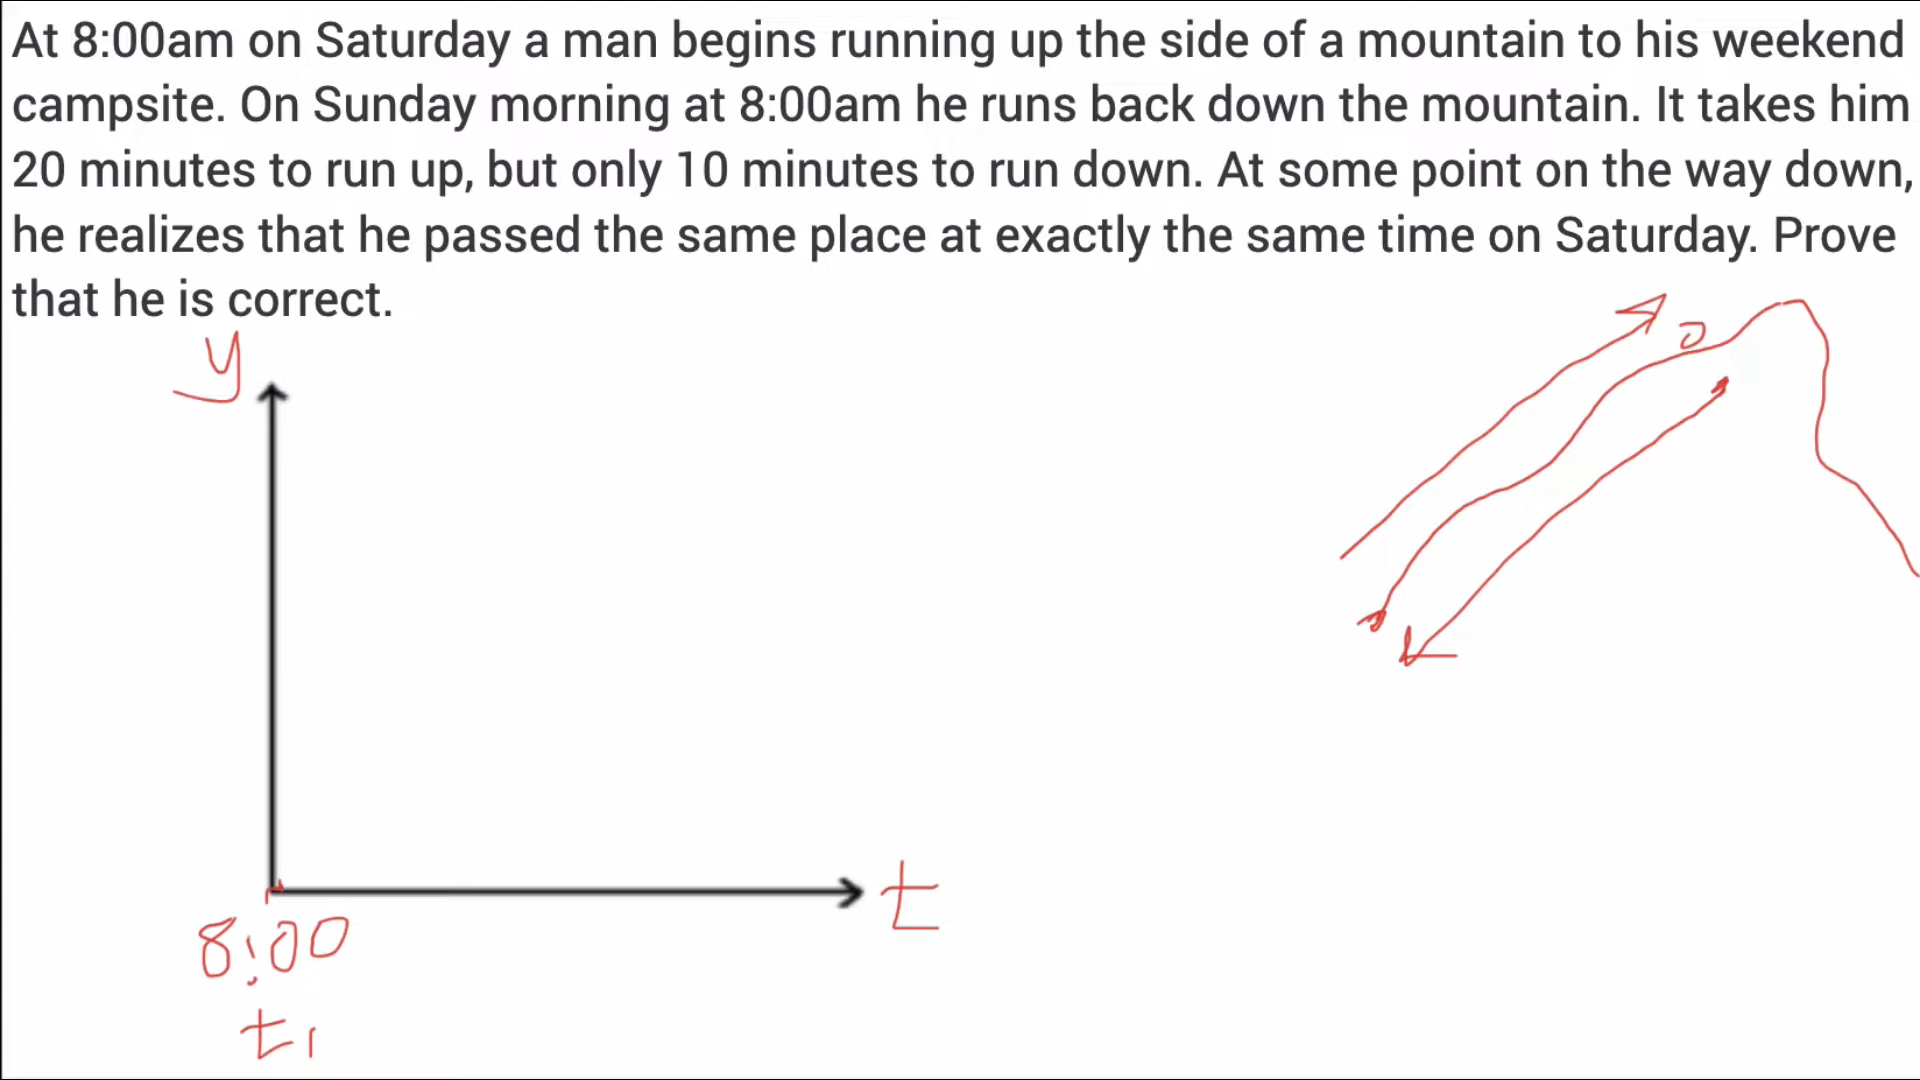 At 8:00am on Saturday a man begins running up the side of a mountain to his weekend
campsite. On Sunday morning at 8:00am he runs back down the mountain. It takes him
20 minutes to run up, but only 10 minutes to run down. At some point on the way down,
he realizes that he passed the same place at exactly the same time on Saturday. Prove
that he is correct.
y
t
8:00
t1